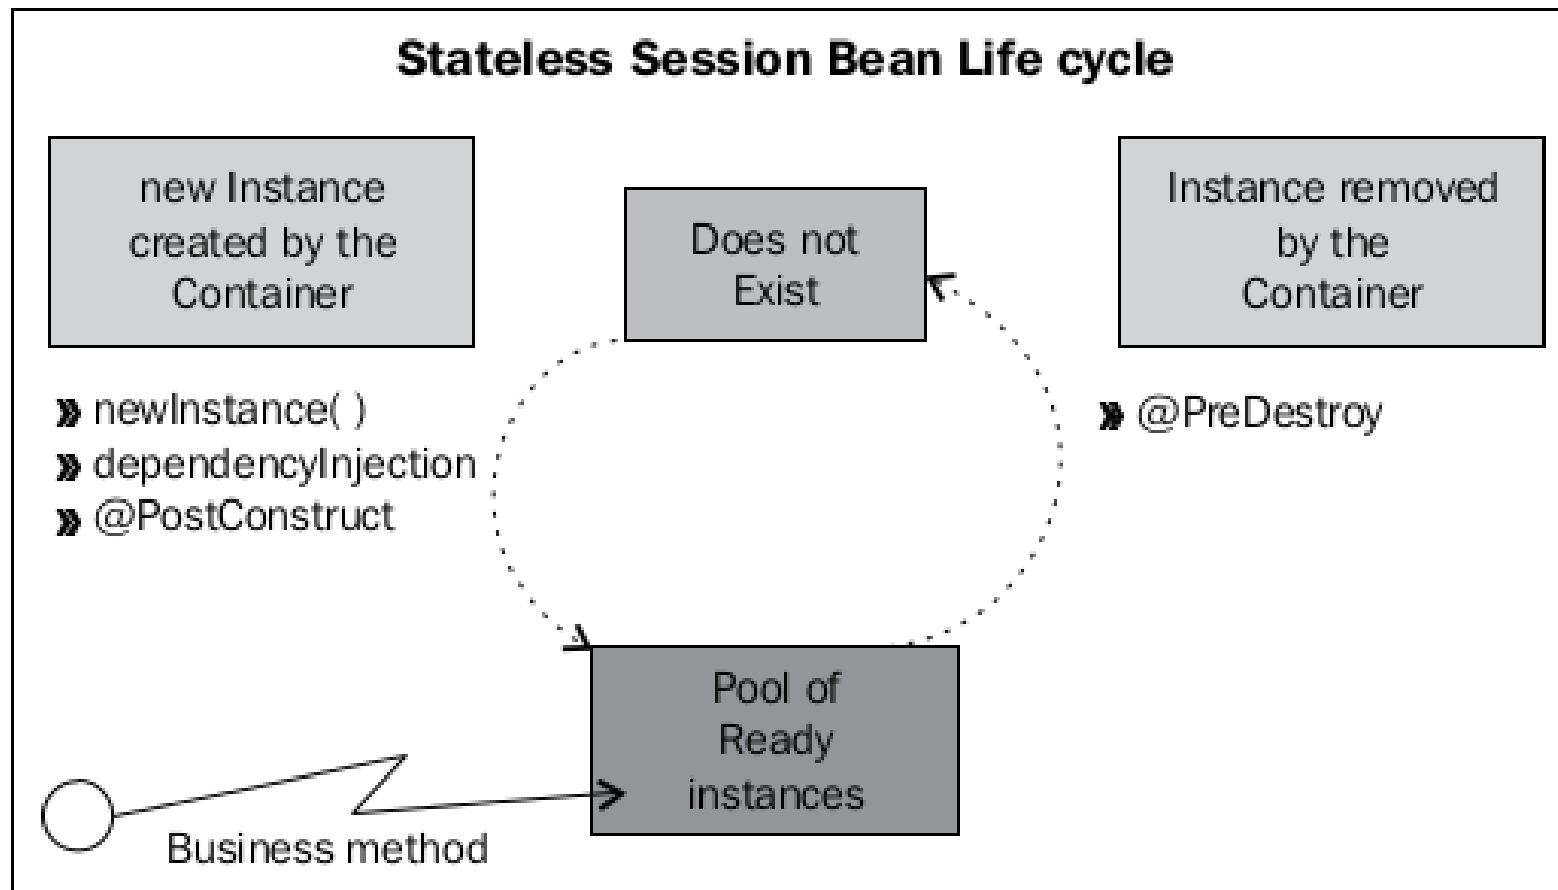 Stateless Session Bean Life cycle
new Instance
created by the
Container
Does not
Exist
Instance removed
by the
Container
newInstance( )
dependencyInjection
@PostConstruct
@PreDestroy
Pool of
Ready
instances
Business method